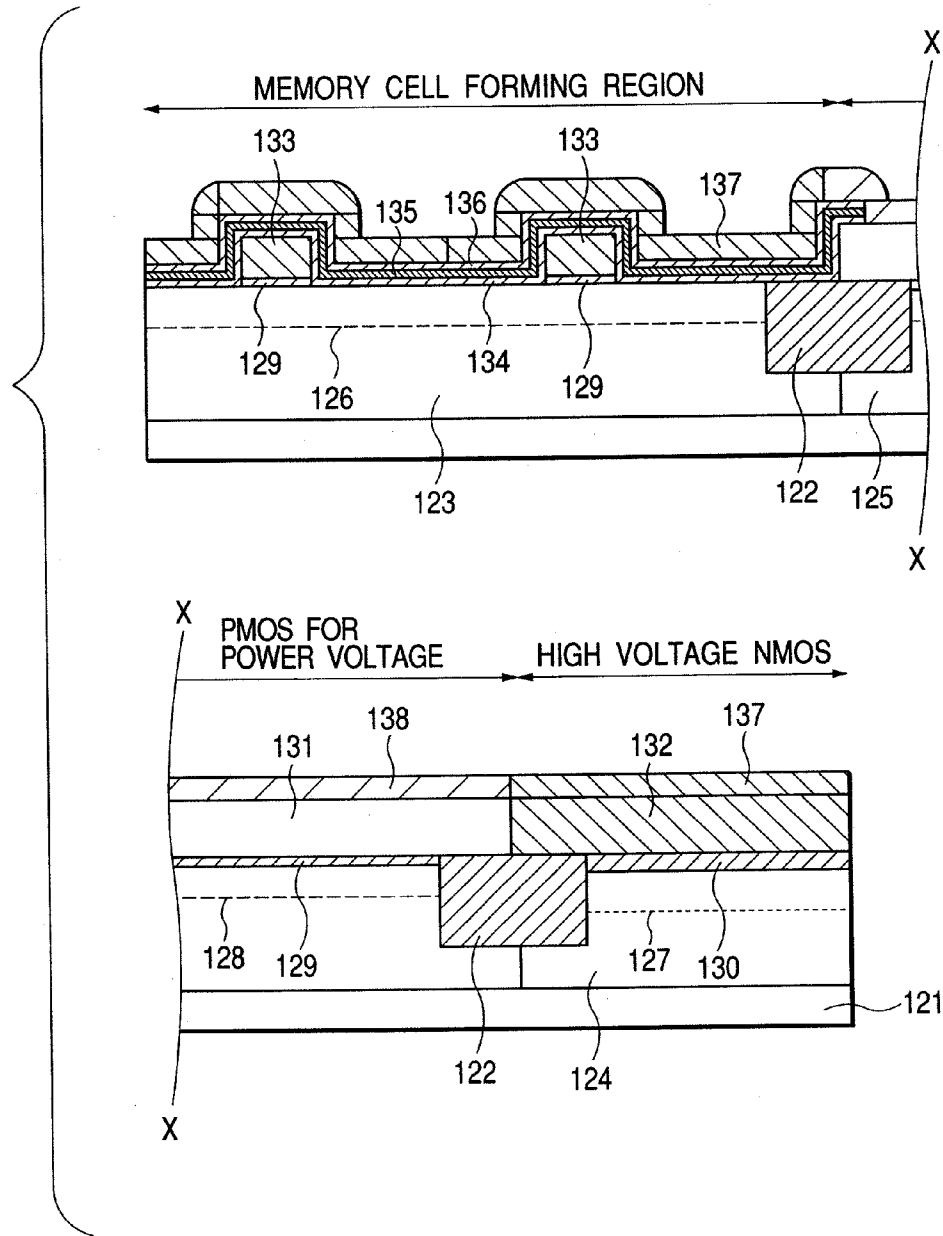 X
MEMORY CELL FORMING REGION
133
133
137
135
136
129
126
134
129
123
122
125
X
X
PMOS FOR
POWER VOLTAGE
HIGH VOLTAGE NMOS
131
138
132
137
128
129
122
127
130
124
121
X